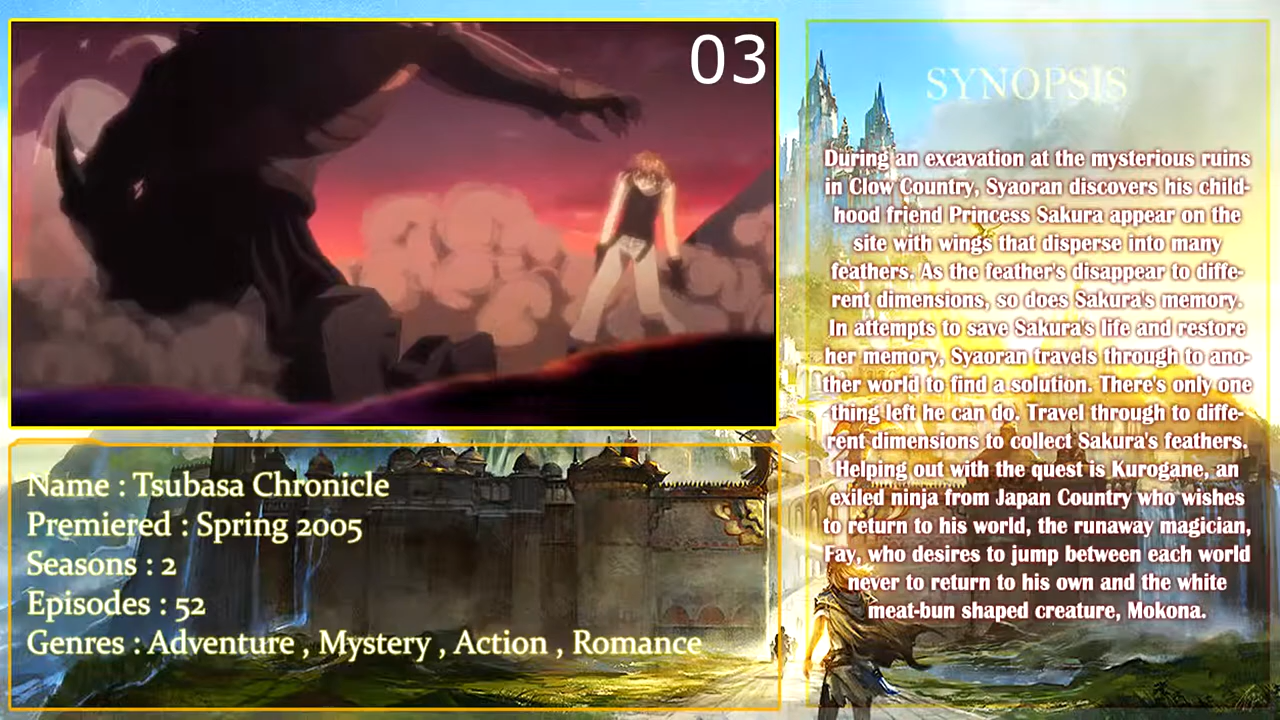 03
SYNOPSIS
During an excavation at the mysterious ruins
in Clow Country, Syaoran discovers his child-
hood friend Princess Sakura appear on the
site with wings that disperse into many
feathers. As the feather's disappear to diffe-
rent dimensions, so does Sakura's memory.
In attempts to save Sakura's life and restore
her memory, Syaoran travels through to ano-
ther world to find a solution. There's only one
thing left he can do. Travel through to diffe-
rent dimensions to collect Sakura's feathers.
Helping out with the quest is Kurogane, an
exiled ninja from Japan Country who wishes
to return to his world, the runaway magician,
Fay, who desires to jump between each world
never to return to his own and the white
meat-bun shaped creature, Mokona.
Name : Tsubasa Chronicle
Premiered : Spring 2005
Seasons : 2
Episodes : 52
Genres : Adventure , Mystery , Action , Romance